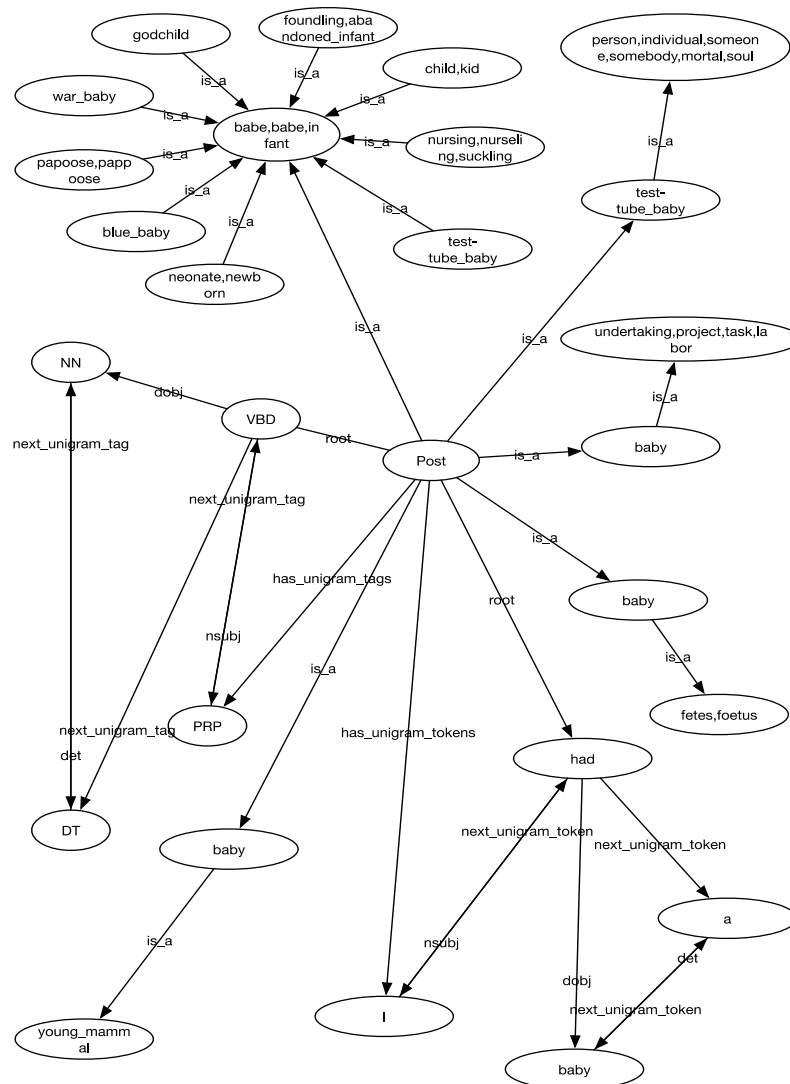 godchild
foundling,aba
ndoned_infant
person,individual,someon
e,somebody,mortal,soul
is_a
is_a
child,kid
is_a
war_baby
is_a
babe,babe,in
fant
is_a
papoose,papp
oose
is_a
is_a
nursing,nurseli
ng,suckling
is_a
test-
tube_baby
blue_baby
is_a
is_a
is_a
test-
tube_baby
neonate,newb
orn
is_a
is_a
undertaking,project,task,la
bor
NN
dobj
is_a
VBD
root
next_unigram_tag
Post
is_a
baby
next_unigram_tag
is_a
has_unigram_tags
root
baby
nsubj
is_a
is_a
PRP
fetes,foetus
next_unigram_tag
det
has_unigram_tokens
had
DT
baby
next_unigram_token
next_unigram_token
is_a
a
nsubj
det
dobj
next_unigram_token
young_mamm
al
I
baby